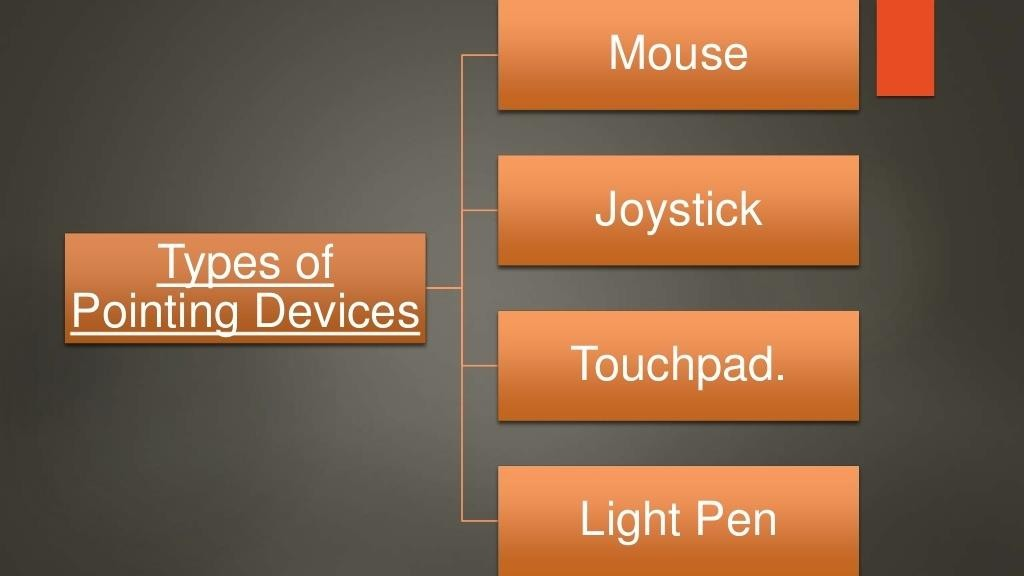 Types of
Pointing Devices
Mouse
Joystick
Touchpad.
Light Pen